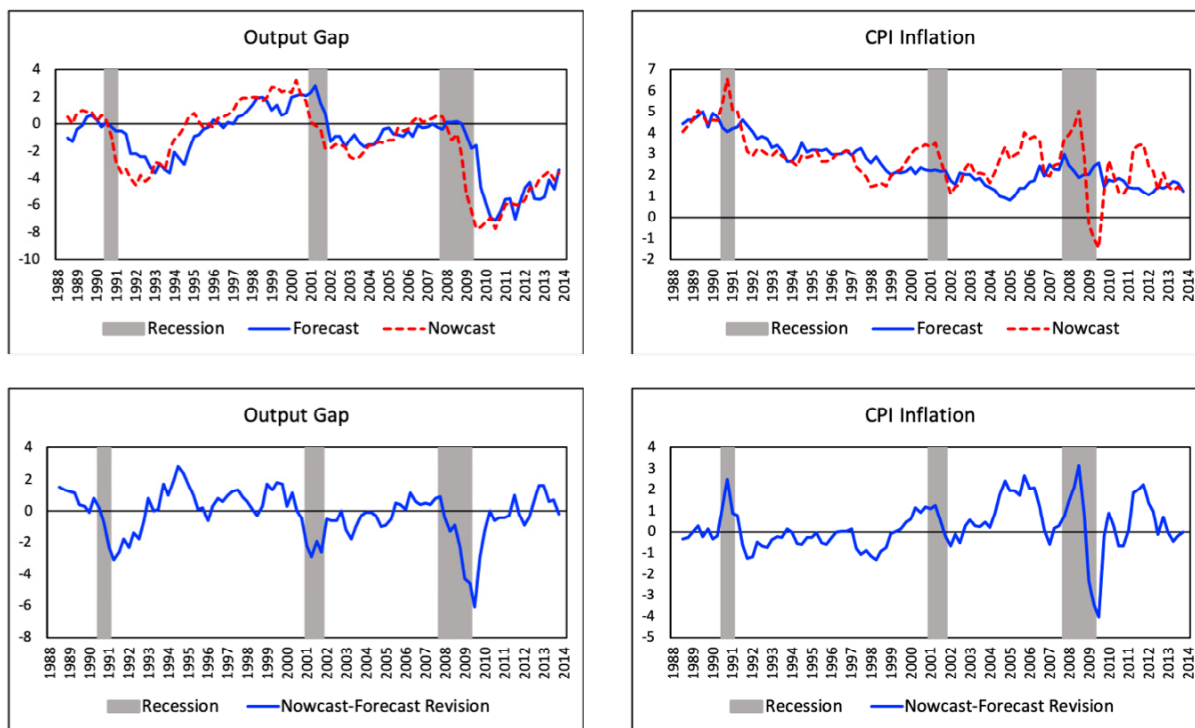 Output Gap
4
2
0
-2
-4
-6
-8
-10
1988 1989 1990 1991 1992 1993 1994 1995 1996 1997 1998 1999 2000 2001 2002 2003 2004 2005 2006 2007 2008 2009 2010 2011 2012 2013 2014
Recession Forecast Nowcast
CPI Inflation
7
6
5
4
3
2
1
0
-1
-2
1988 1989 1990 1991 1992 1993 1994 1995 1996 1997 1998 1999 2000 2001 2002 2003 2004 2005 2006 2007 2008 2009 2010 2011 2012 2013 2014
Recession Forecast Nowcast
Output Gap
4
2
0
-2
-4
-6
-8
1988 1989 1990 1991 1992 1993 1994 1995 1996 1997 1998 1999 2000 2001 2002 2003 2004 2005 2006 2007 2008 2009 2010 2011 2012 2013 2014
Recession Nowcast-Forecast Revision
CPI Inflation
4
3
2
1
0
-1
-2
-3
-4
-5
1988 1989 1990 1991 1992 1993 1994 1995 1996 1997 1998 1999 2000 2001 2002 2003 2004 2005 2006 2007 2008 2009 2010 2011 2012 2013 2014
Recession Nowcast-Forecast Revision